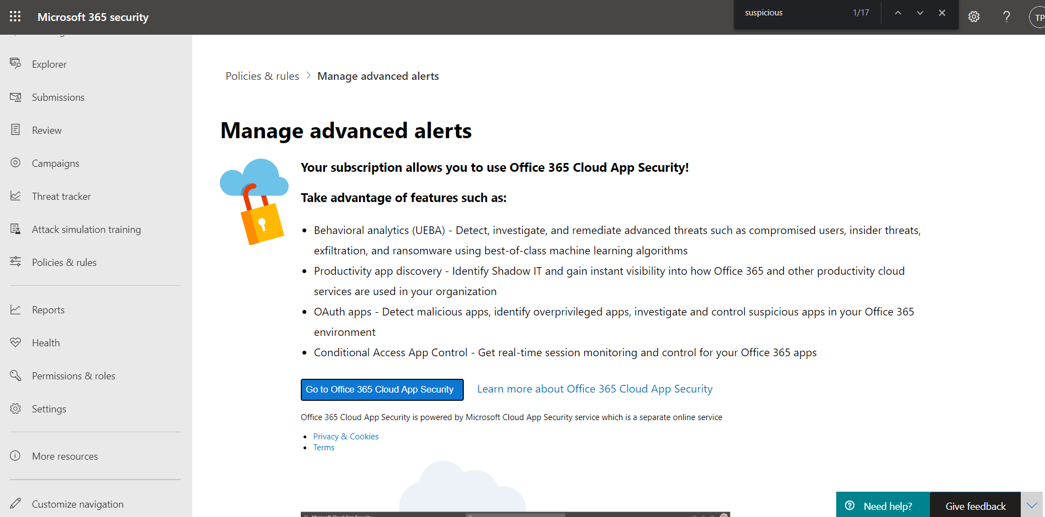 Microsoft 365 security
suspicious
1/17
TP
Explorer
Submissions
Review
Campaigns
Threat tracker
Attack simulation training
Policies & rules
Reports
Health
Permissions & roles
Settings
More resources
Customize navigation
Policies & rules > Manage advanced alerts
Manage advanced alerts
Your subscription allows you to use Office 365 Cloud App Security!
Take advantage of features such as:
• Behavioral analytics (UEBA) - Detect, investigate, and remediate advanced threats such as compromised users, insider threats,
exfiltration, and ransomware using best-of-class machine learning algorithms
• Productivity app discovery - Identify Shadow IT and gain instant visibility into how Office 365 and other productivity cloud
services are used in your organization
• OAuth apps - Detect malicious apps, identify overprivileged apps, investigate and control suspicious apps in your Office 365
environment
• Conditional Access App Control - Get real-time session monitoring and control for your Office 365 apps
Go to Office 365 Cloud App Security
Learn more about Office 365 Cloud App Security
Office 365 Cloud App Security is powered by Microsoft Cloud App Security service which is a separate online service
• Privacy & Cookies
• Terms
Need help?
Give feedback